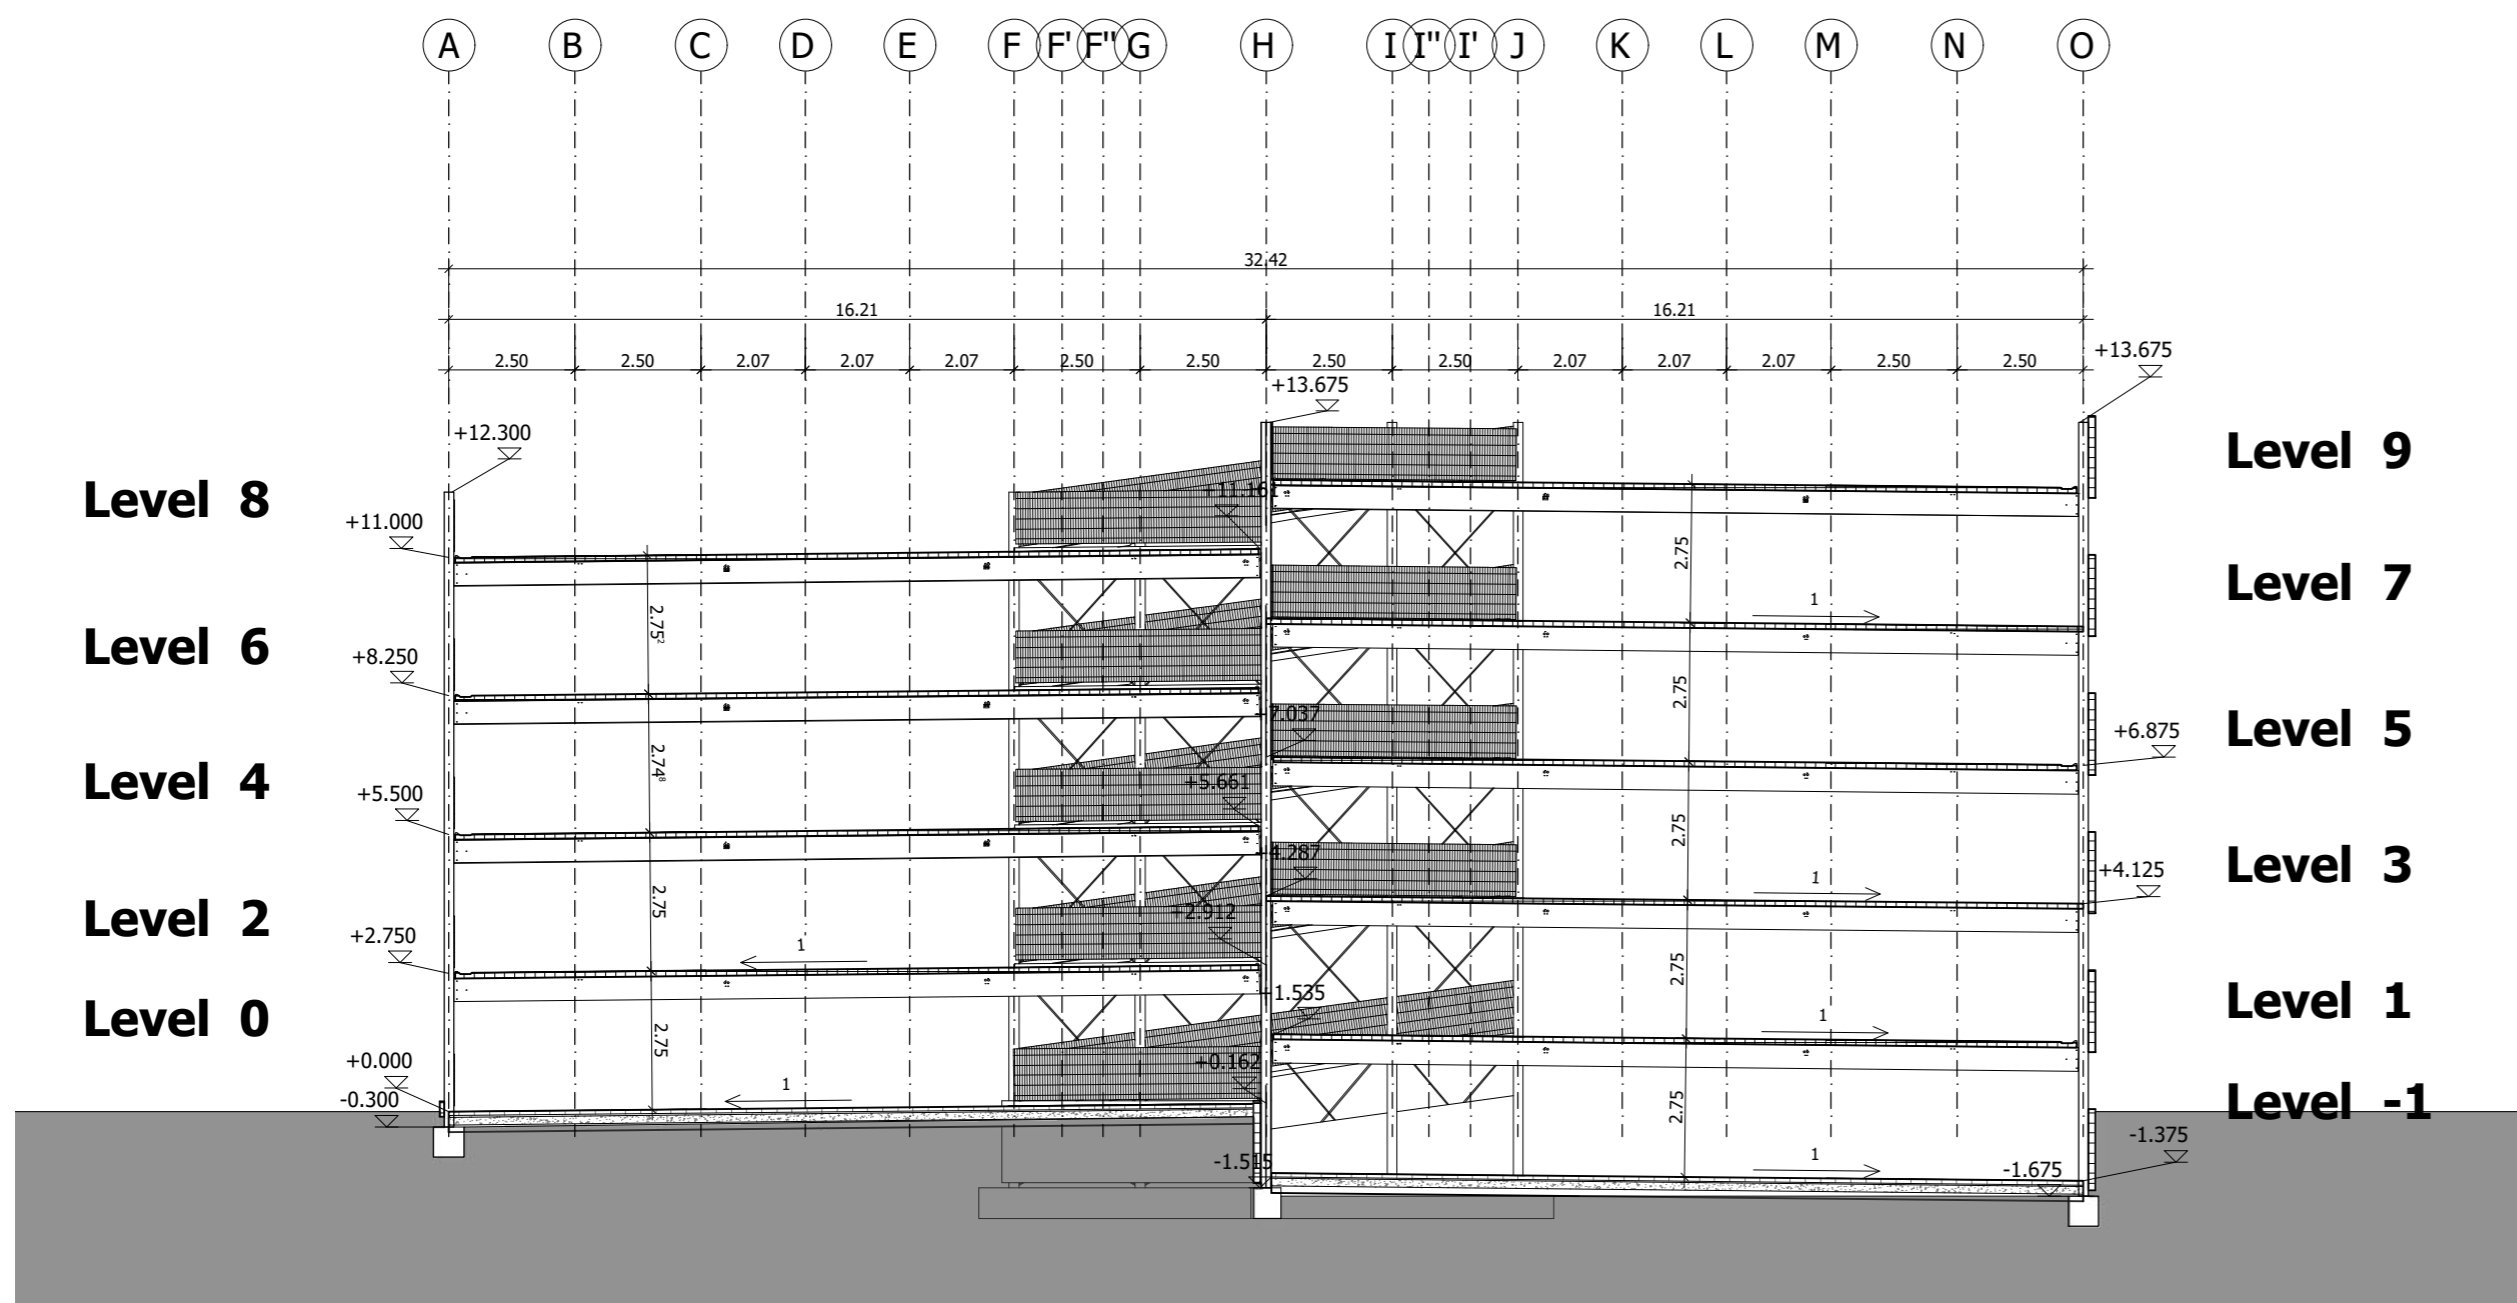 A B C D E F F' F" G H I I" I' J K L M N O
32.42
16.21 16.21
2.50 2.50 2.07 2.07 2.07 2.50 2.50 2.50 2.50 2.07 2.07 2.07 2.50 2.50
+13.675
+13.675
+12.300
Level 9
Level 8
+11.161
+11.000
2.75
Level 7
1
2.75²
Level 6
+8.250
2.75
+7.037
Level 5
+6.875
2.74⁸
Level 4
+5.661
+5.500
2.75
+4.287
Level 3
+4.125
1
2.75
Level 2
+2.912
+2.750
1
2.75
+1.535
Level 1
1
Level 0
2.75
+0.162
+0.000
1
-0.300
2.75
Level -1
-1.375
1
-1.515
-1.675